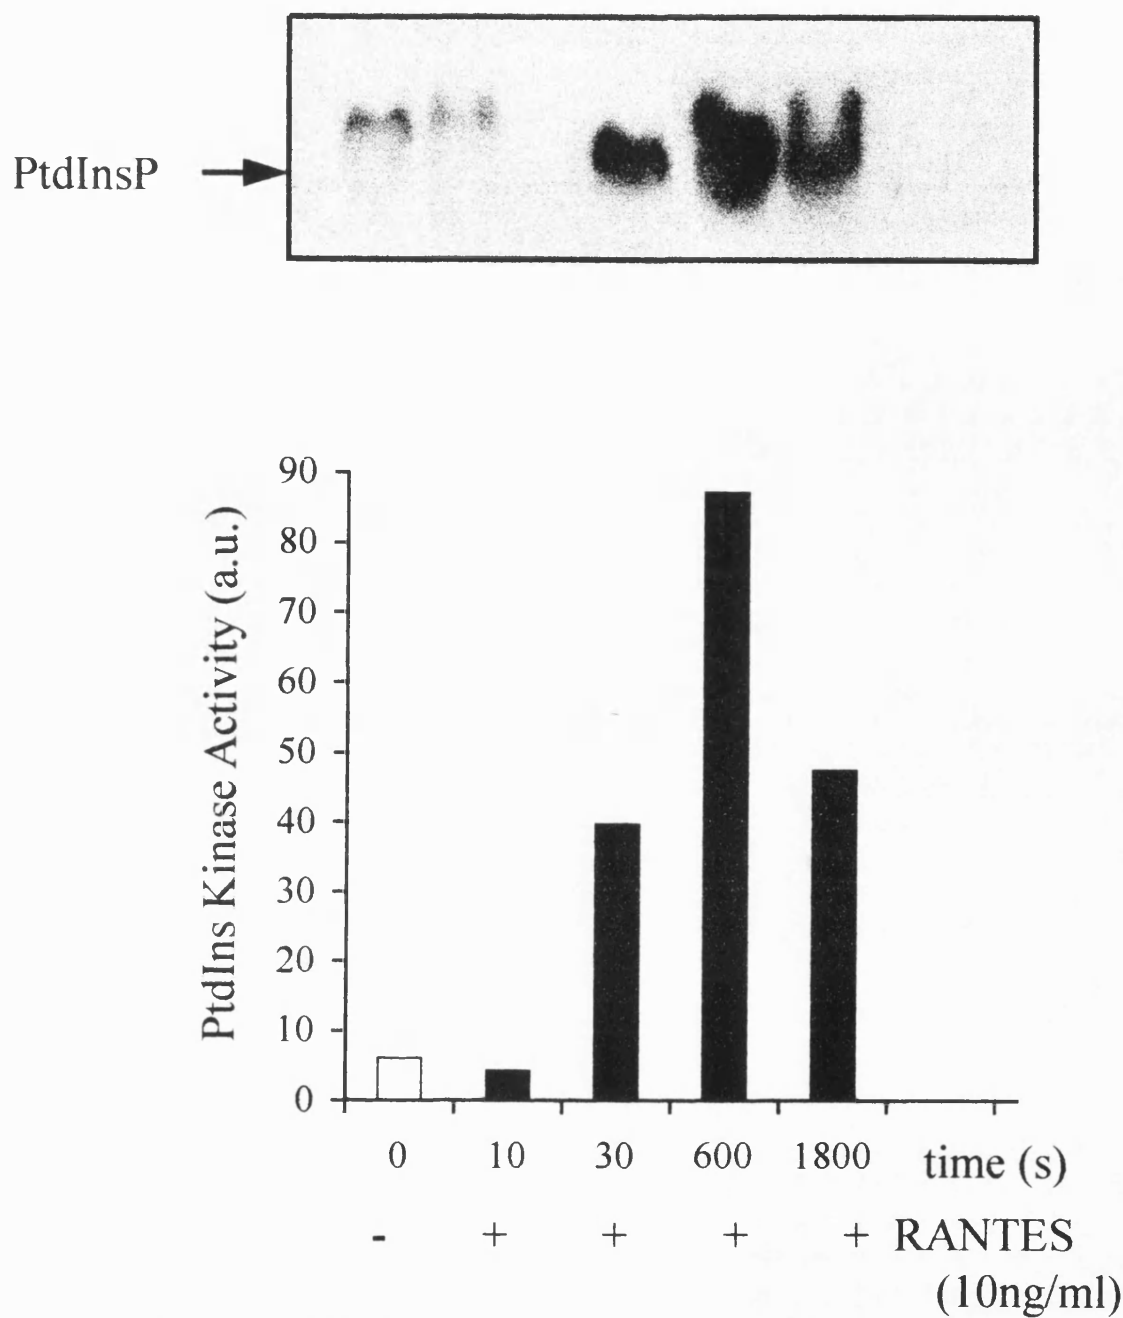 PtdInsP
PtdIns Kinase Activity (a.u.)
90
80
70
60
50
40
30
20
10
0
0 10 30 600 1800 time (s)
- + + + + RANTES
(10ng/ml)